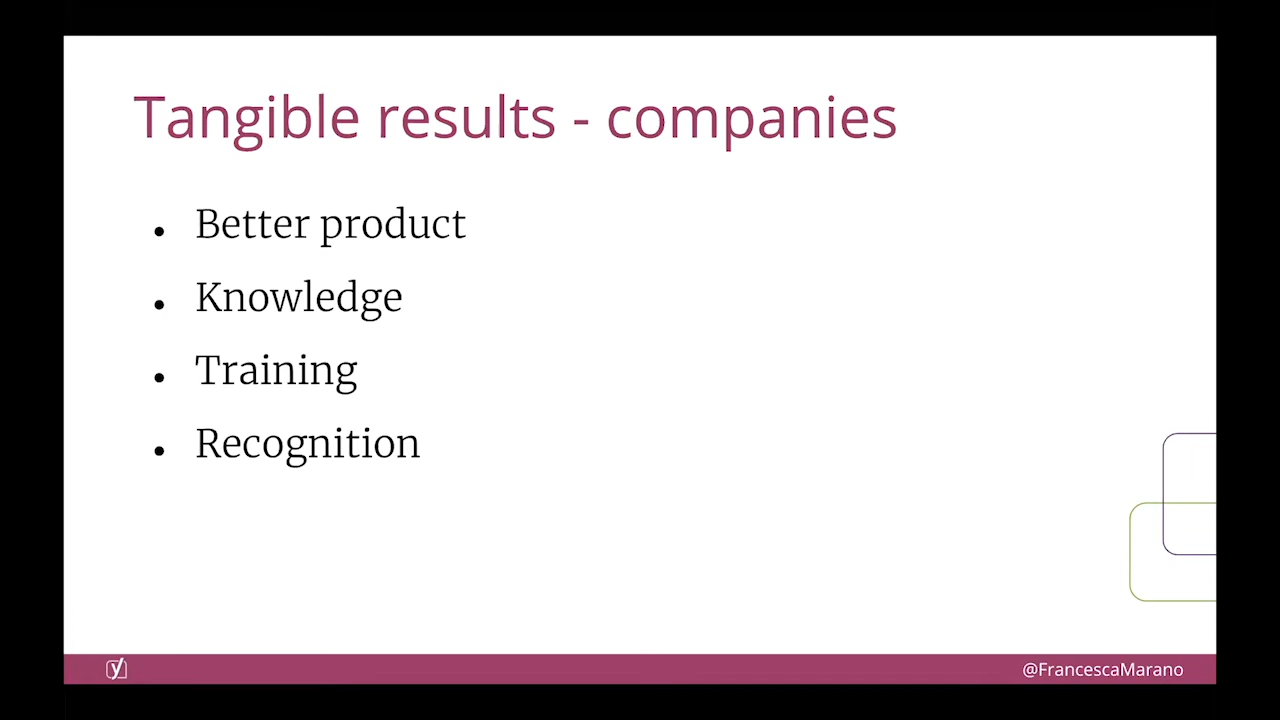 Tangible results - companies
• Better product
• Knowledge
• Training
• Recognition
y
@FrancescaMarano